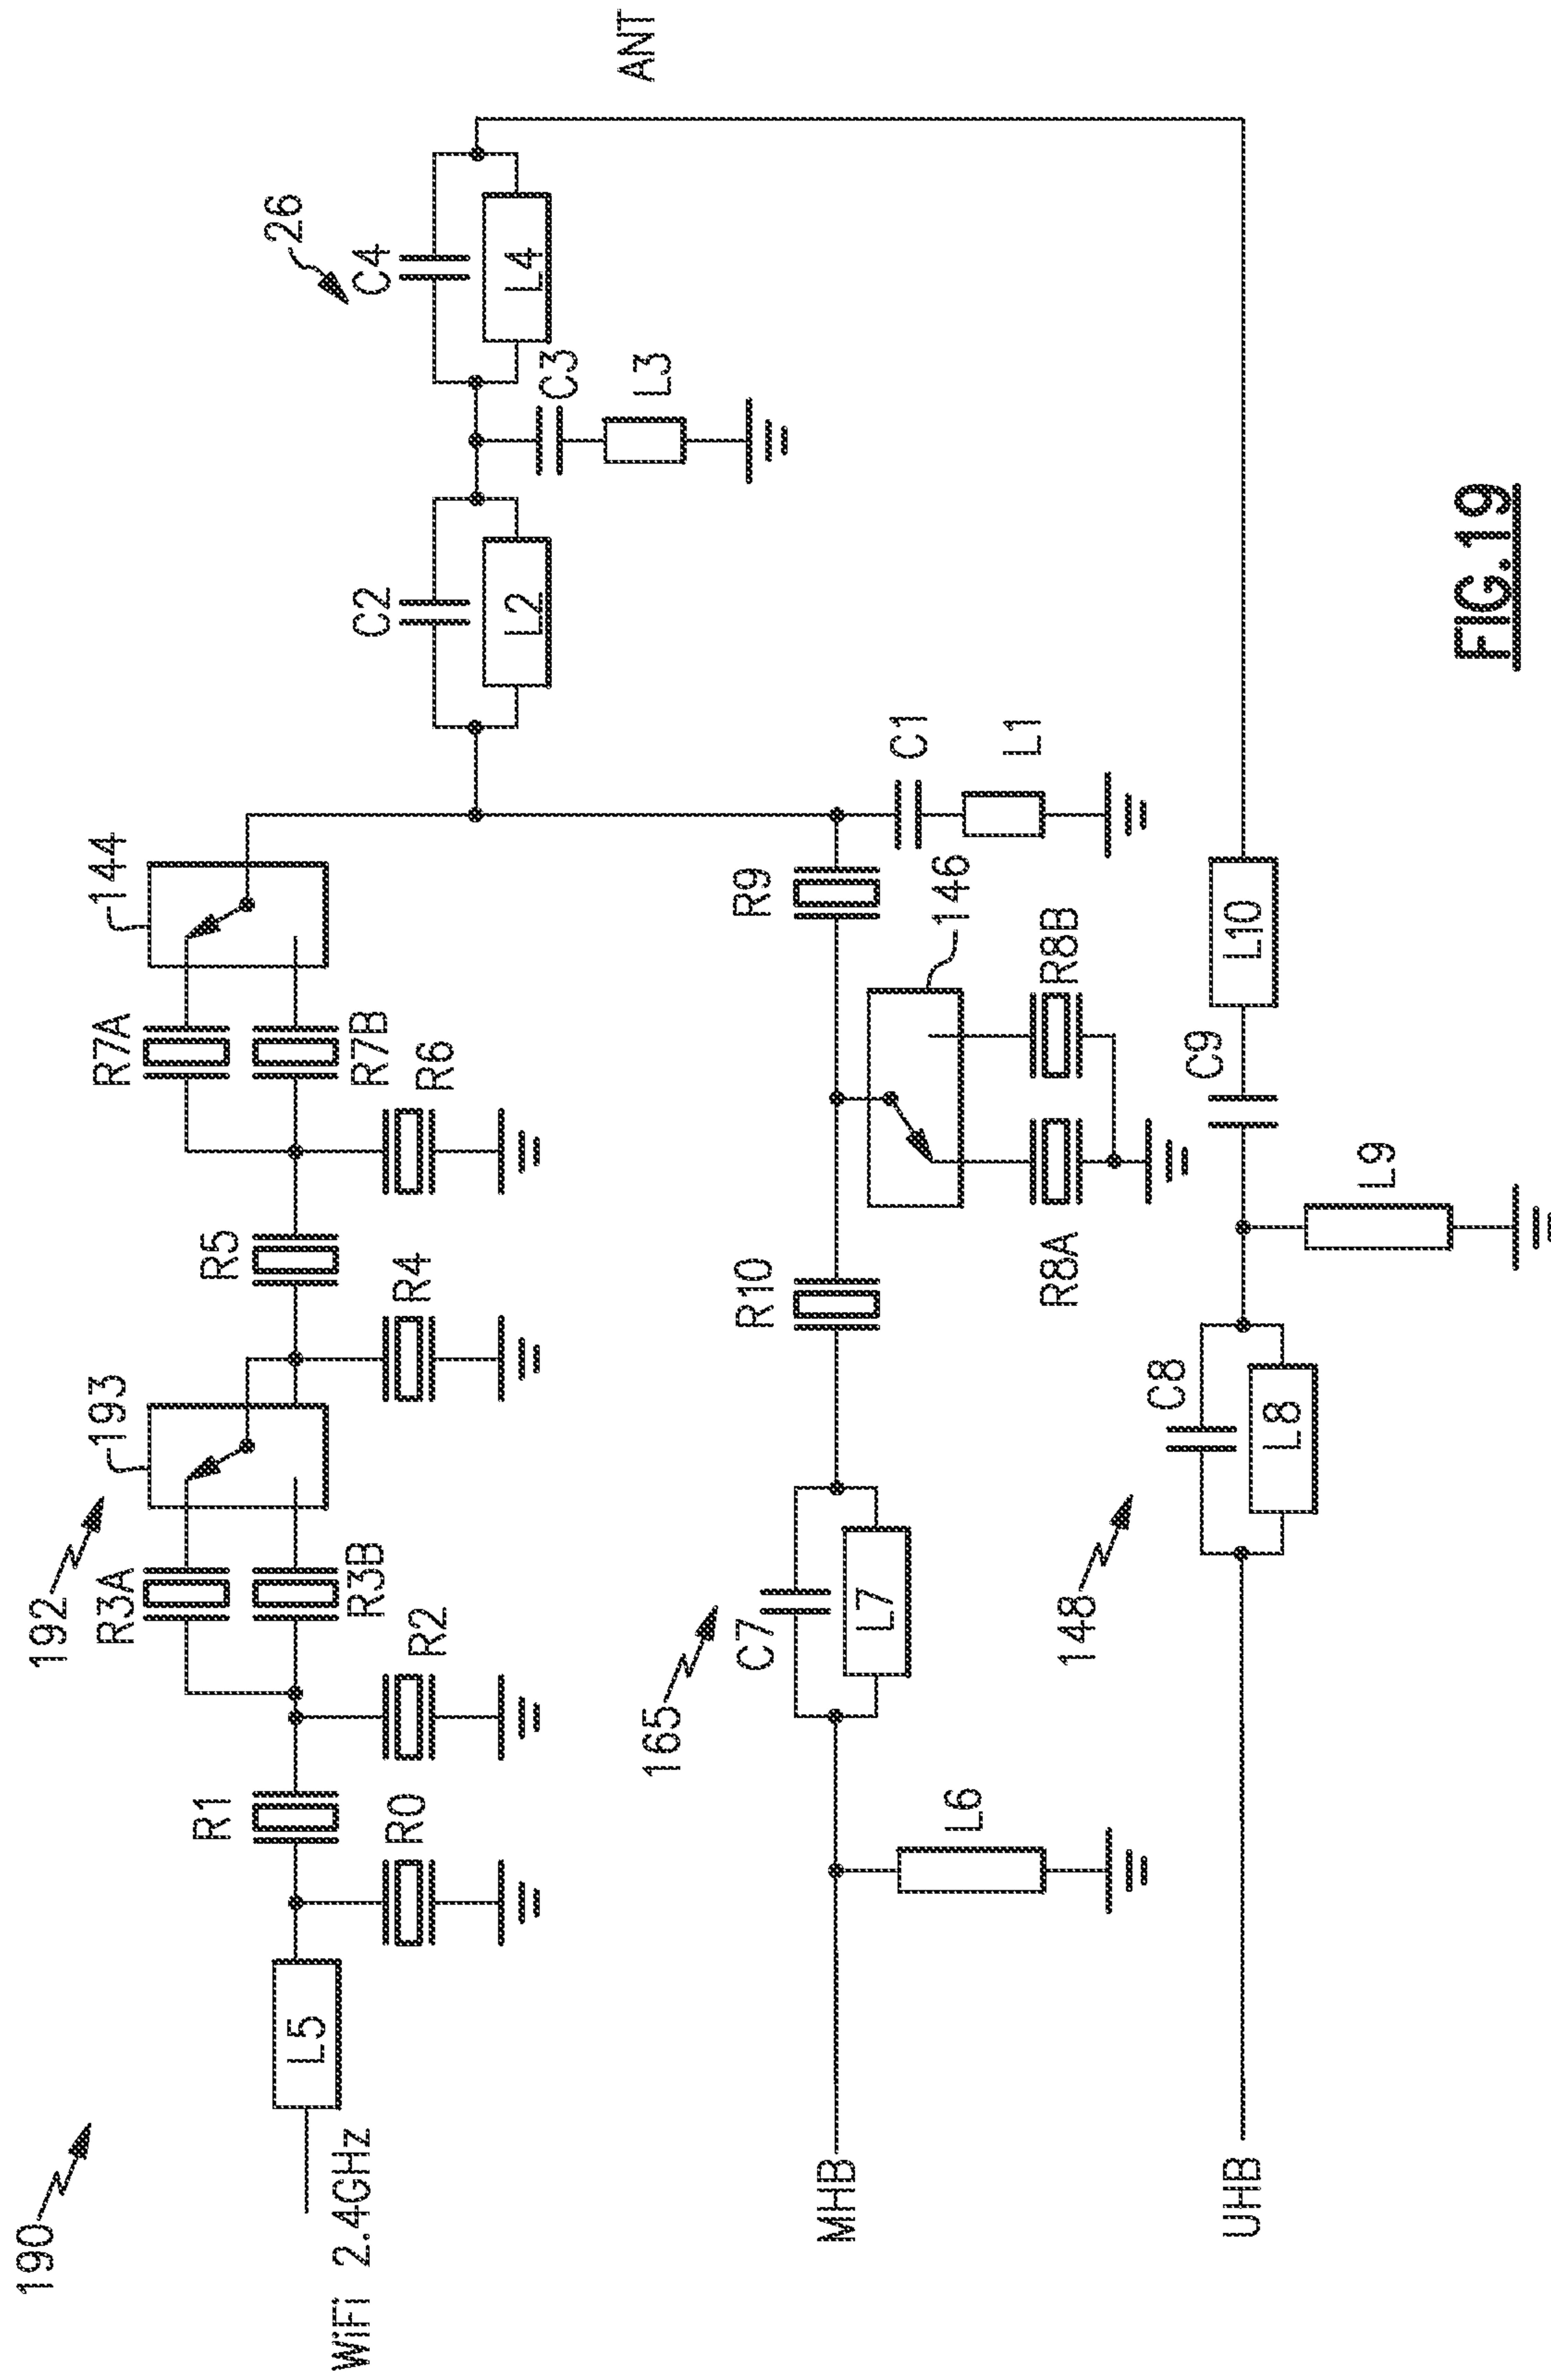 190
WiFi 2.4GHz
L5
R0
R1
R2
192
R3A
R3B
193
R4
R5
R6
R7A
R7B
144
C2
L2
C3
L3
26
C4
L4
ANT
MHB
L6
165
C7
L7
R10
R8A
R8B
146
R9
C1
L1
UHB
148
C8
L8
L9
C9
L10
FIG.19